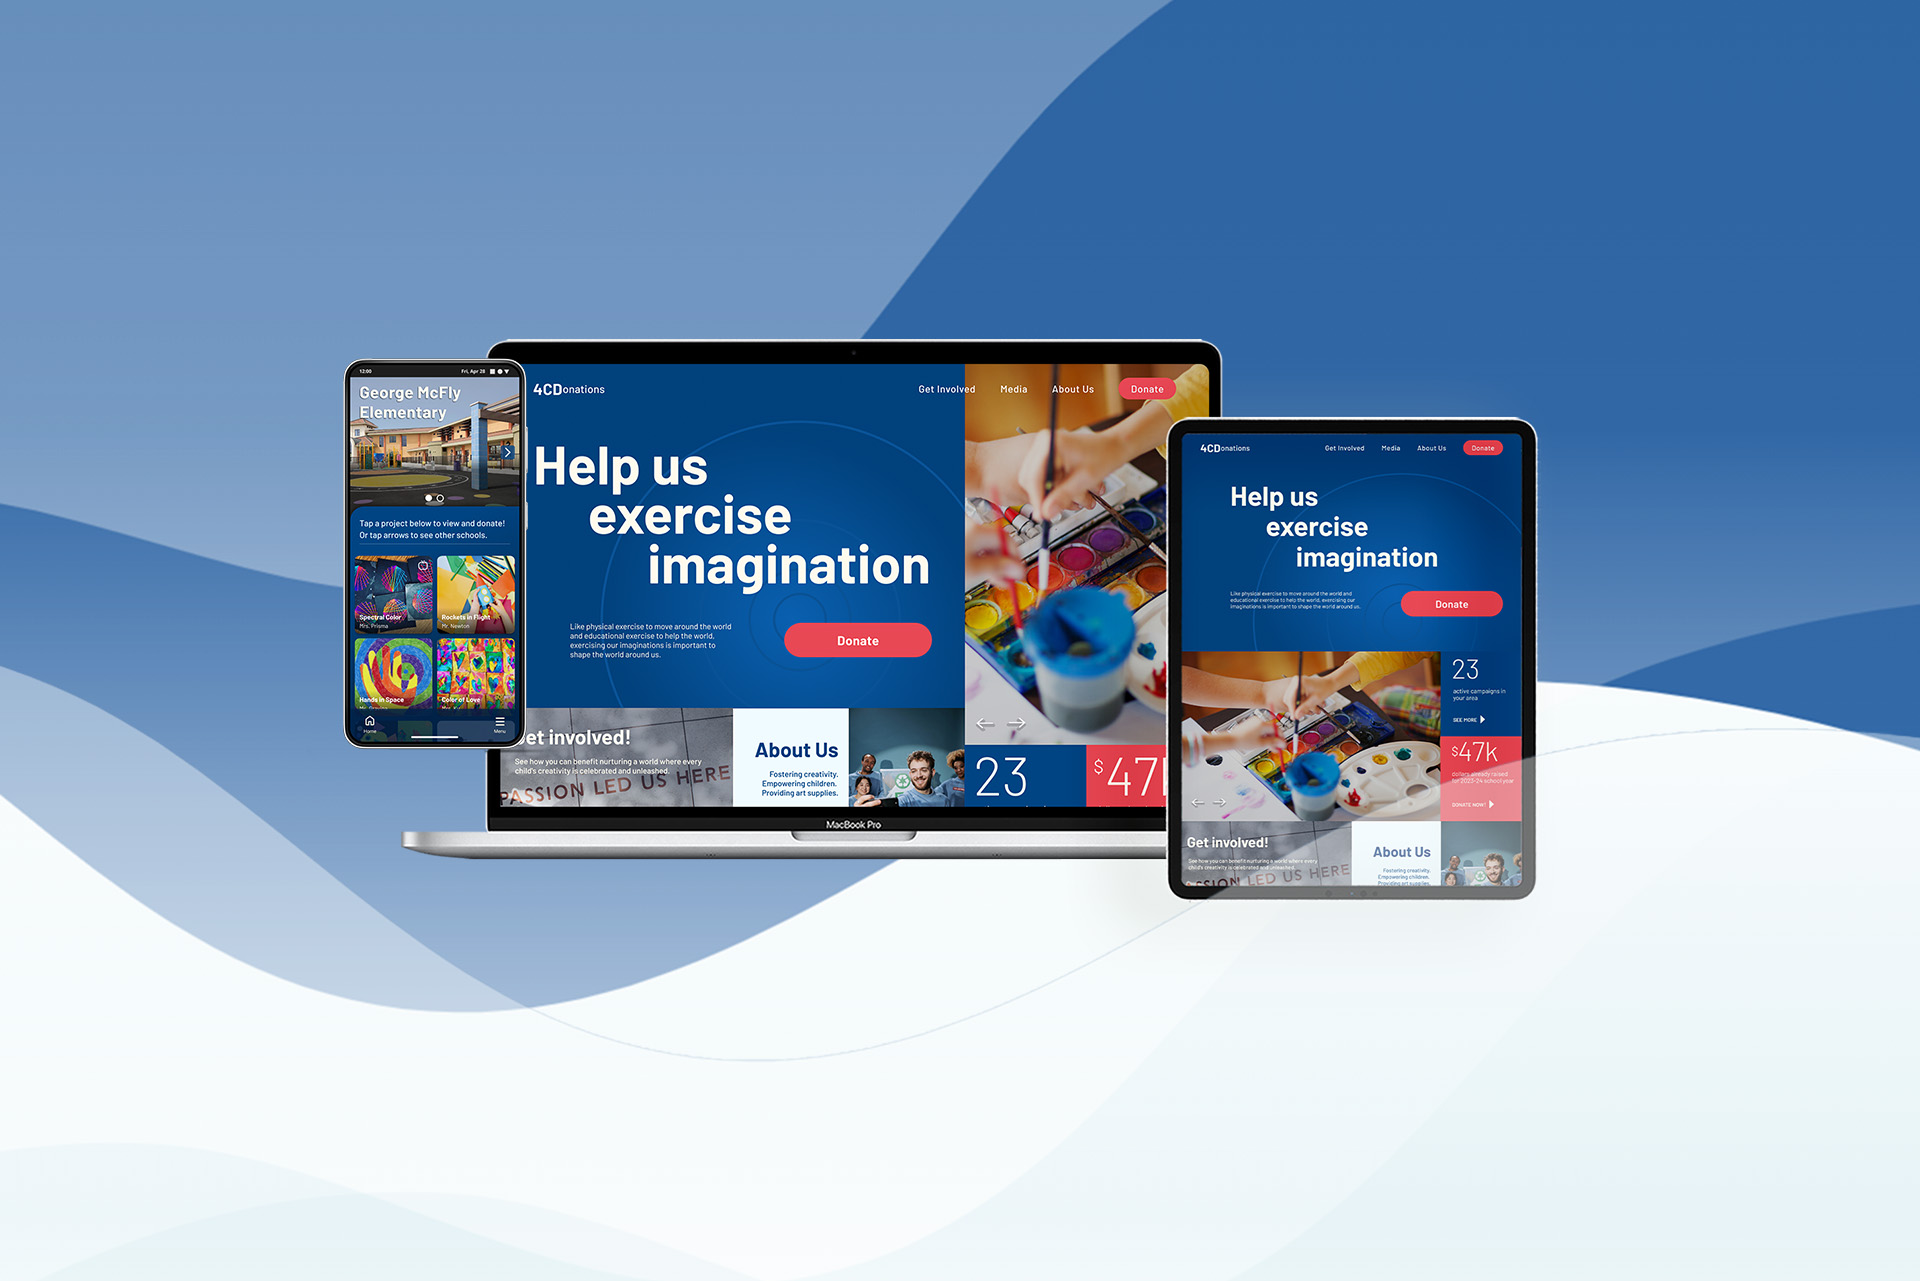 12:00
Fri, Apr 28
George McFly
Elementary
Tap a project below to view and donate!
Or tap arrows to see other schools.
Spectral Color
Mrs. Prisma
Rockets in Flight
Mr. Newton
Hands in Space
Color of Love
Home
Menu
4CDonations
Get Involved
Media
About Us
Donate
Help us
exercise
imagination
Like physical exercise to move around the world
and educational exercise to help the world,
exercising our imaginations is important to
shape the world around us.
Donate
Get involved!
See how you can benefit nurturing a world where every
child's creativity is celebrated and unleashed.
PASSION LED US HERE
About Us
Fostering creativity.
Empowering children.
Providing art supplies.
23
$47
MacBook Pro
4CDonations
Get Involved
Media
About Us
Donate
Help us
exercise
imagination
Like physical exercise to move around the world and
educational exercise to help the world, exercising our
imaginations is important to shape the world around us.
Donate
23
active campaigns in
your area
SEE MORE
$47k
dollars already raised
for 2023-24 school year
DONATE NOW!
Get involved!
See how you can benefit nurturing a world where every
child's creativity is celebrated and unleashed.
LED US HERE
About Us
Fostering creativity.
Empowering children.
Providing art supplies.